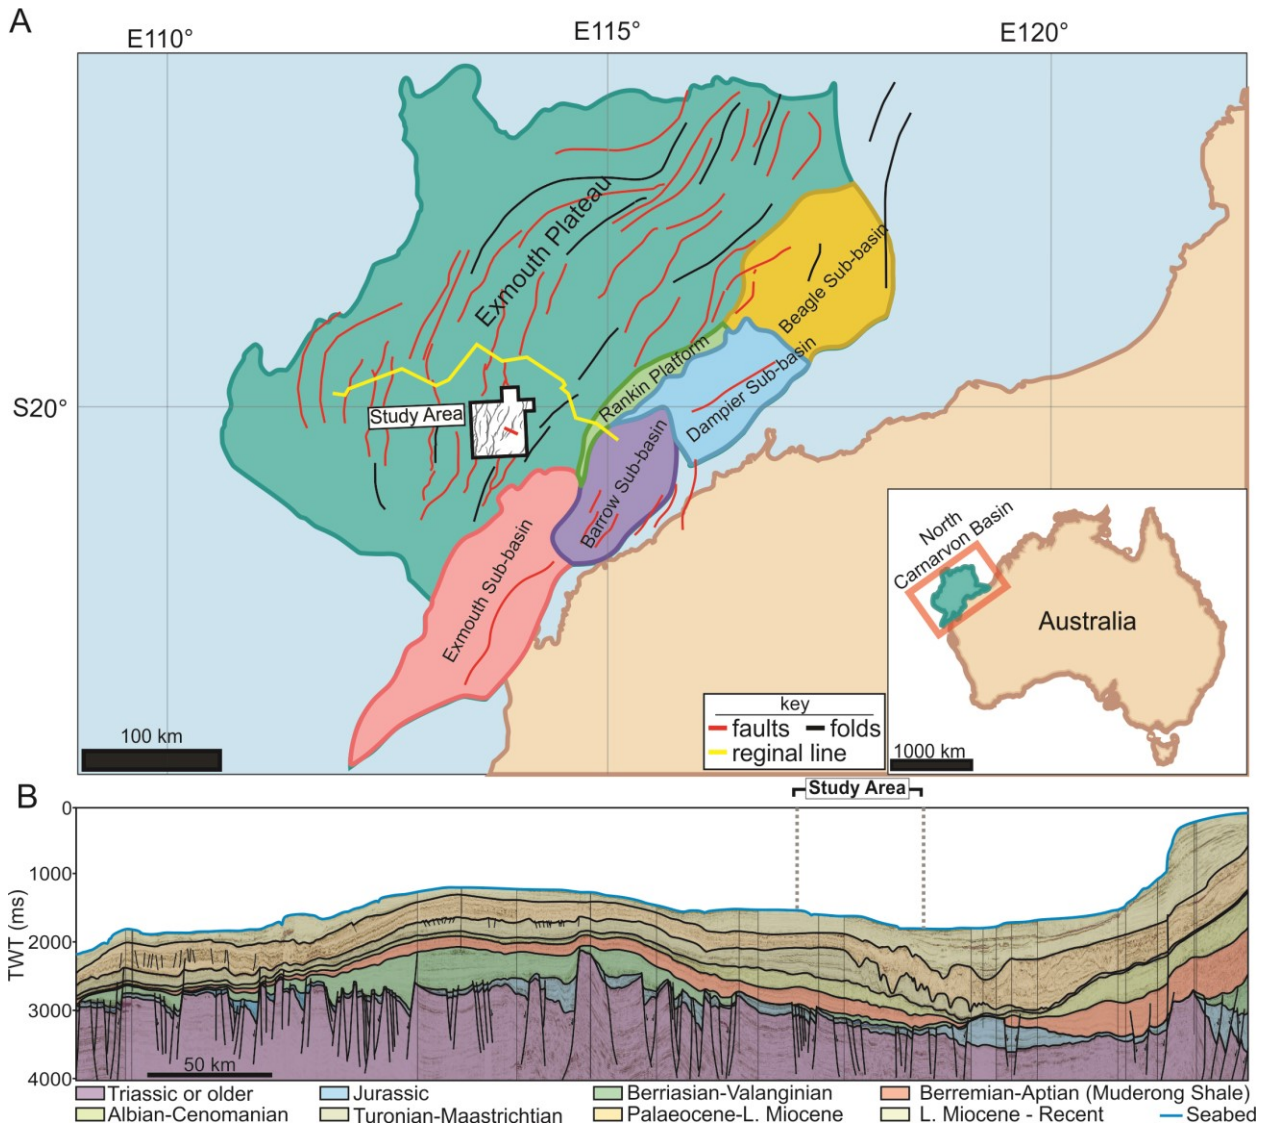 A
E110°
E115°
E120°
S20°
Exmouth Plateau
Beagle Sub-basin
Rankin Platform
Dampier Sub-basin
Study Area
Barrow Sub-basin
Exmouth Sub-basin
North
Carnarvon Basin
Australia
1000 km
100 km
key
faults folds
reginal line
B
Study Area
0
1000
2000
3000
4000
TWT (ms)
50 km
Triassic or older Jurassic Berriasian-Valanginian Berremian-Aptian (Muderong Shale)
Albian-Cenomanian Turonian-Maastrichtian Palaeocene-L. Miocene L. Miocene - Recent Seabed